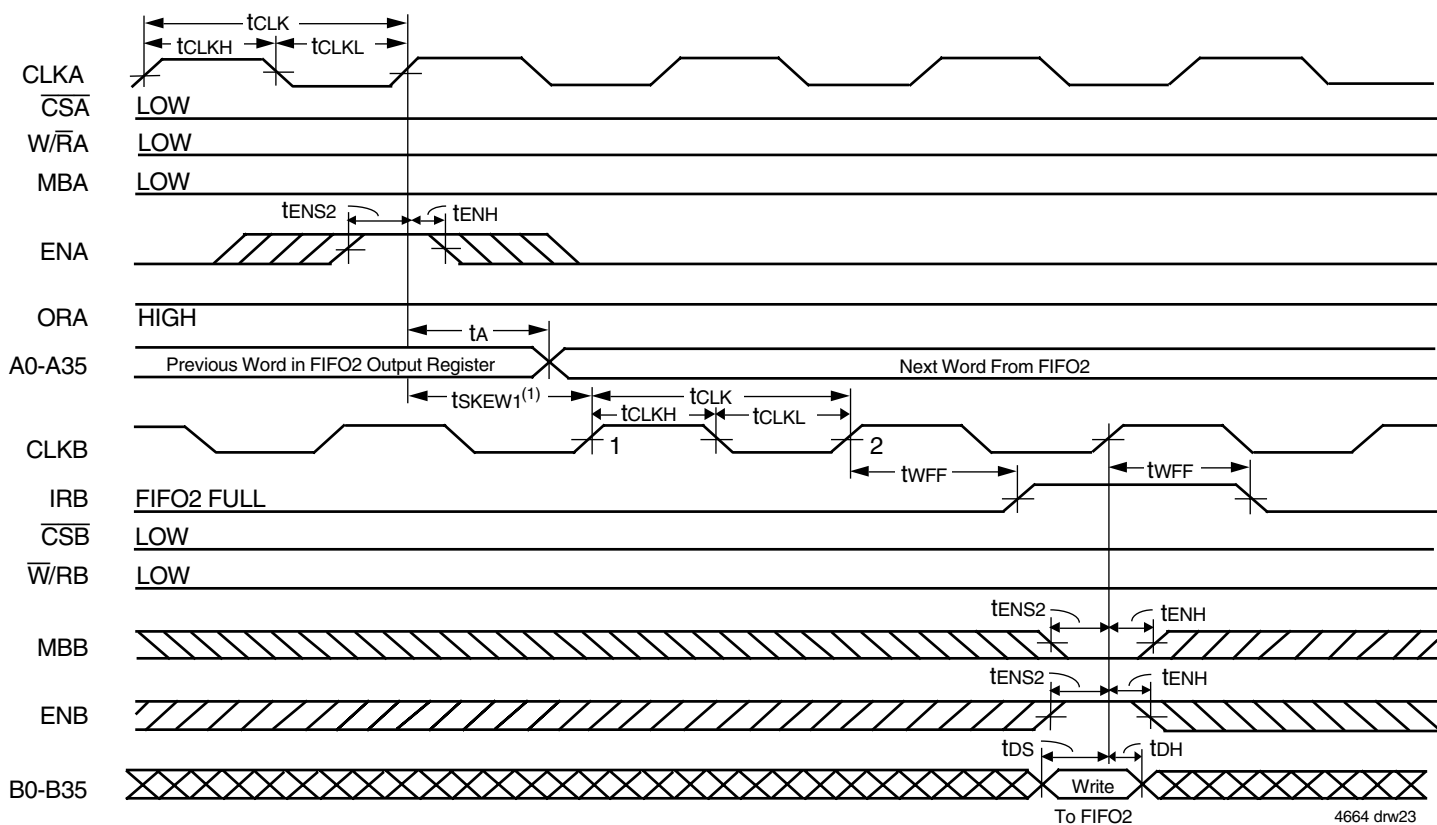 tCLK
tCLKH tCLKL
CLKA
CSA LOW
W/RA LOW
MBA LOW
tENS2 tENH
ENA
ORA HIGH
tA
A0-A35 Previous Word in FIFO2 Output Register Next Word From FIFO2
tSKEW1(1) tCLK
tCLKH tCLKL
CLKB 1 2
tWFF tWFF
IRB FIFO2 FULL
CSB LOW
W/RB LOW
tENS2 tENH
MBB
tENS2 tENH
ENB
tDS tDH
B0-B35 Write
To FIFO2 4664 drw23